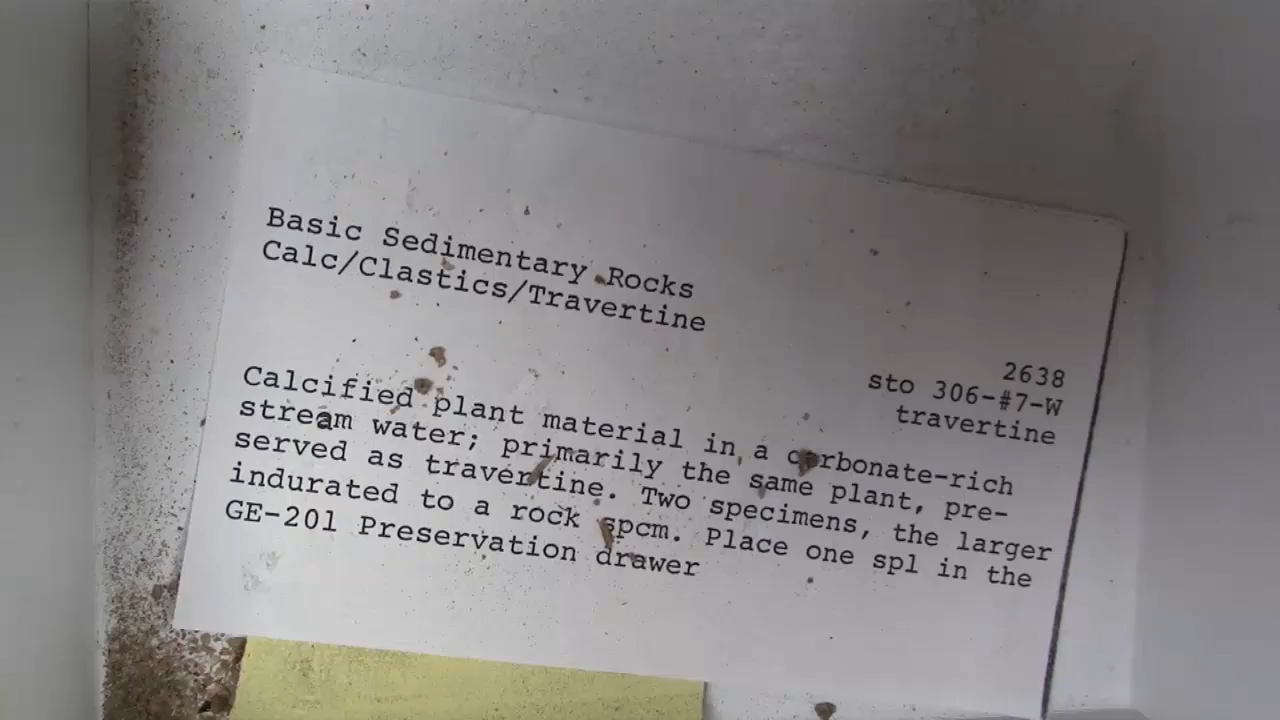 Basic Sedimentary Rocks
Calc/Clastics/Travertine
2638
sto 306-#7-W
travertine
Calcified plant material in a carbonate-rich
stream water; primarily the same plant, pre-
served as travertine. Two specimens, the larger
indurated to a rock spcm. Place one spl in the
GE-201 Preservation drawer